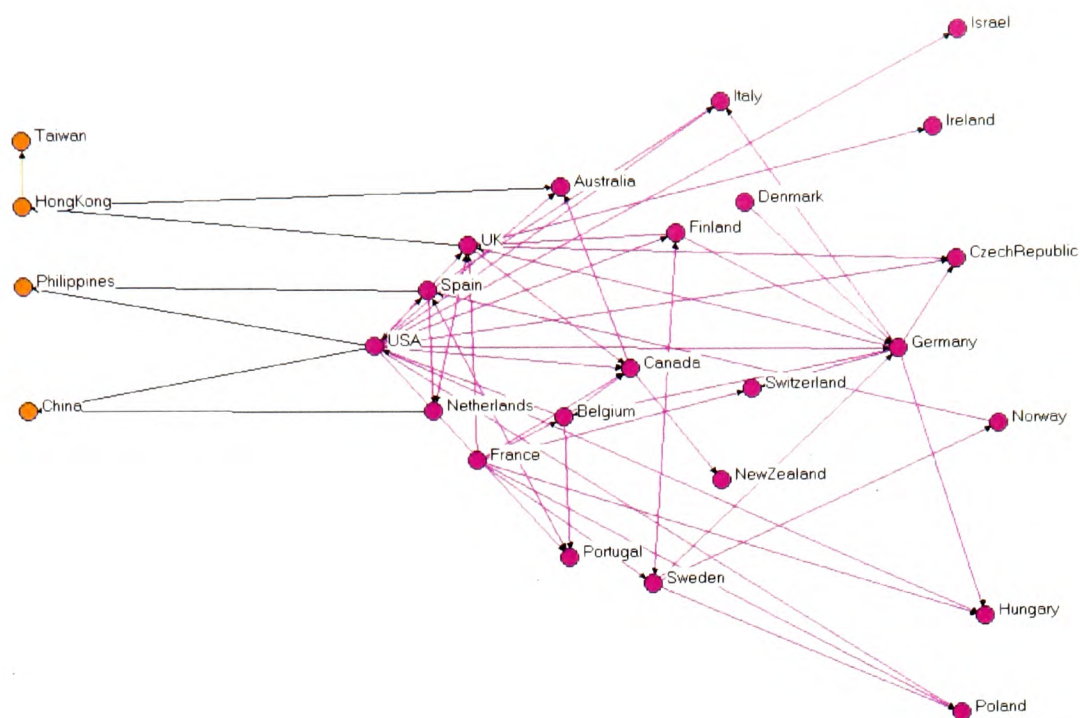 Israel
Italy
Ireland
Taiwan
Australia
Denmark
HongKong
Finland
UK
CzechRepublic
Philippines
Spain
USA
Germany
Canada
Switzerland
China
Netherlands
Belgium
Norway
France
NewZealand
Portugal
Sweden
Hungary
Poland